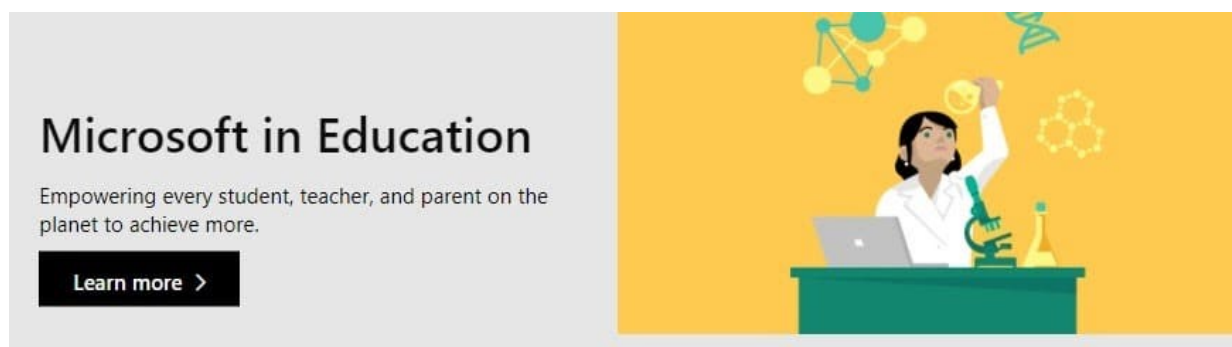 Microsoft in Education
Empowering every student, teacher, and parent on the
planet to achieve more.
Learn more >